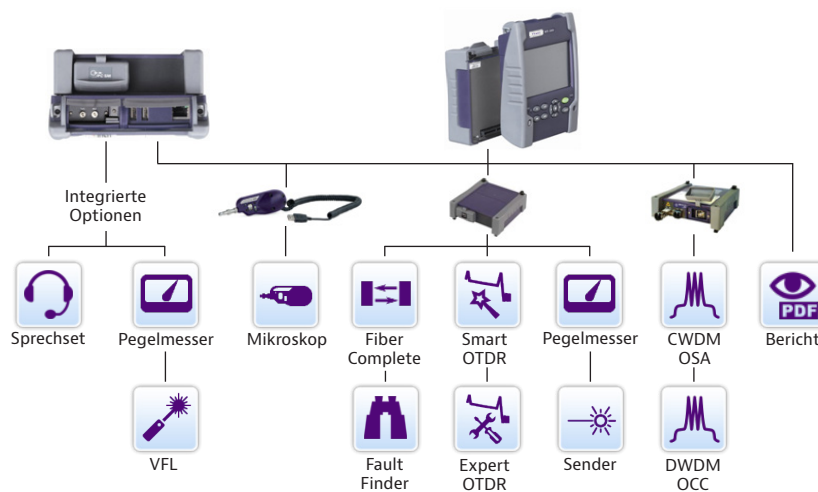 Integrierte
Optionen
Sprechset
Pegelmesser
Mikroskop
Fiber
Complete
Smart
OTDR
Pegelmesser
CWDM
OSA
PDF
Bericht
VFL
Fault
Finder
Expert
OTDR
Sender
DWDM
OCC